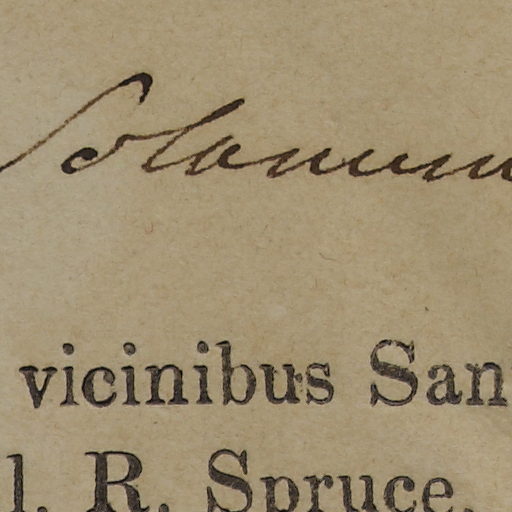 Solanum
vicinibus San
l. R. Spruce.